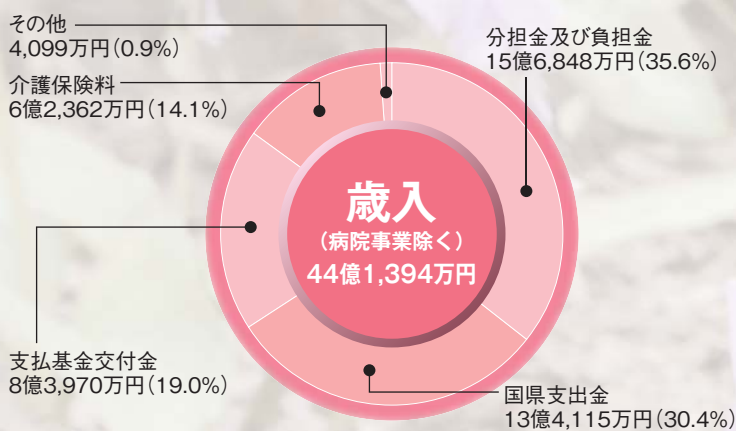 その他
4,099万円(0.9%)
介護保険料
6億2,362万円(14.1%)
分担金及び負担金
15億6,848万円(35.6%)
歳入
(病院事業除く)
44億1,394万円
支払基金交付金
8億3,970万円(19.0%)
国県支出金
13億4,115万円(30.4%)